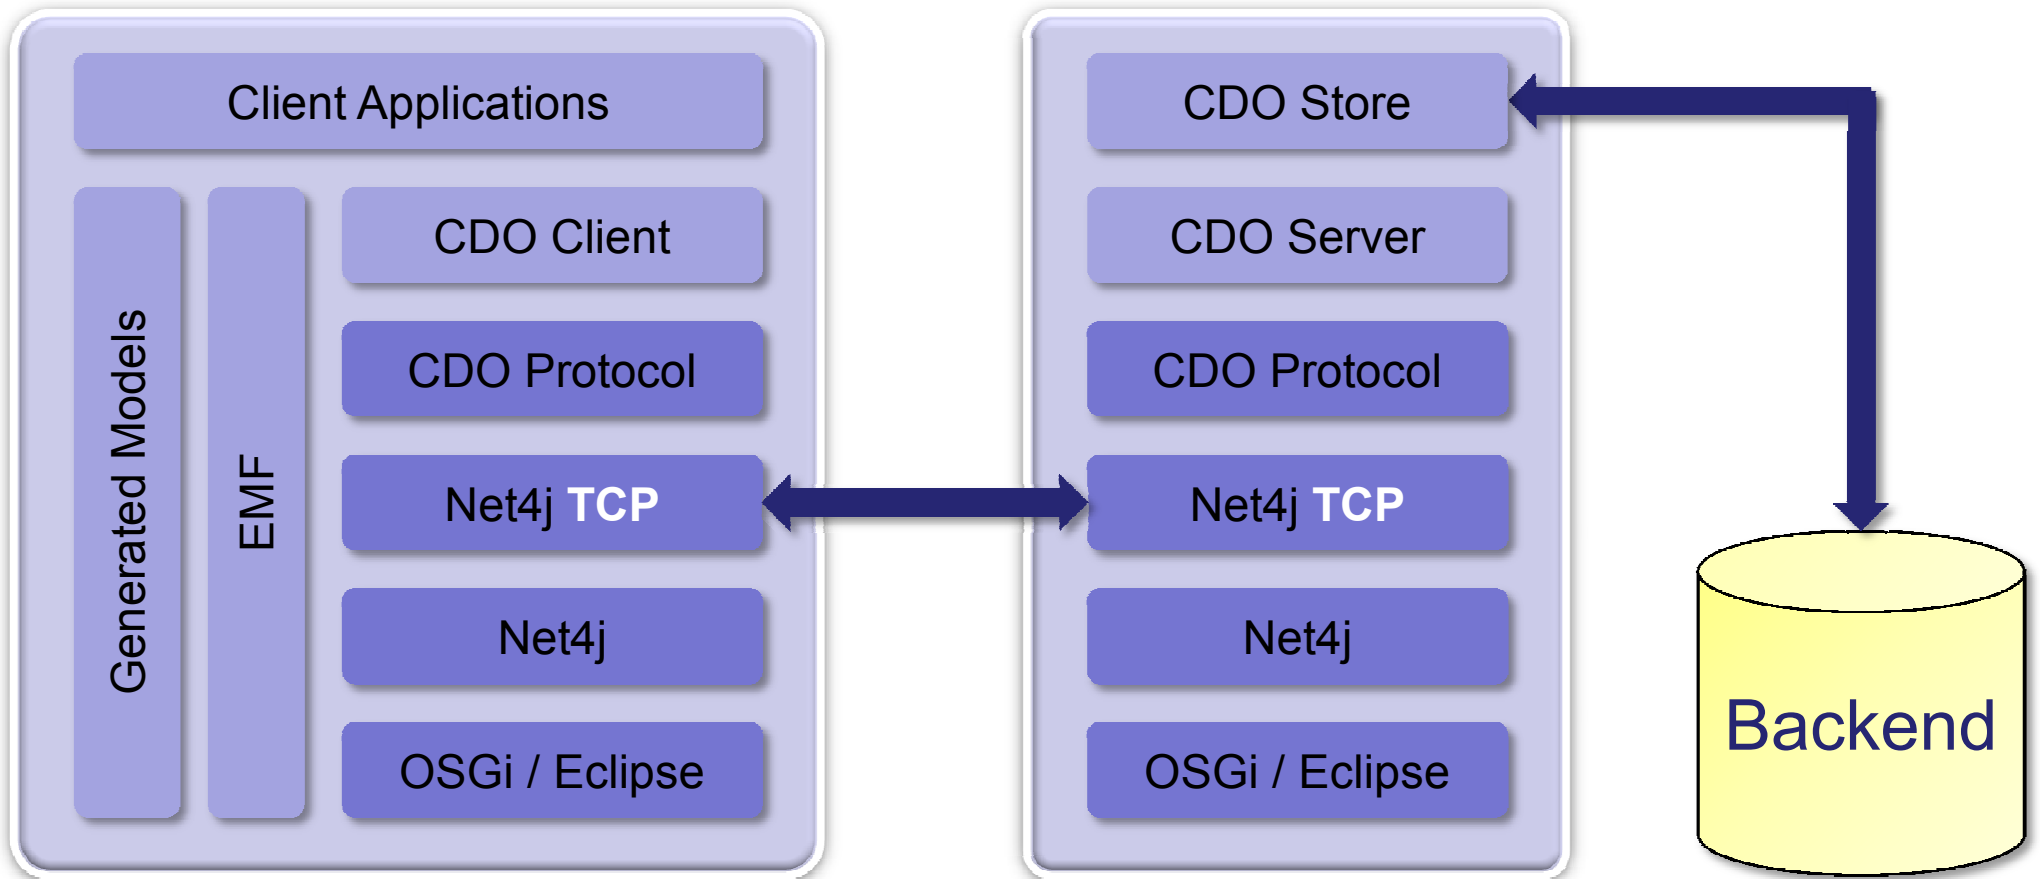 Client Applications
Generated Models
EMF
CDO Client
CDO Protocol
Net4j TCP
Net4j
OSGi / Eclipse
CDO Store
CDO Server
CDO Protocol
Net4j TCP
Net4j
OSGi / Eclipse
Backend